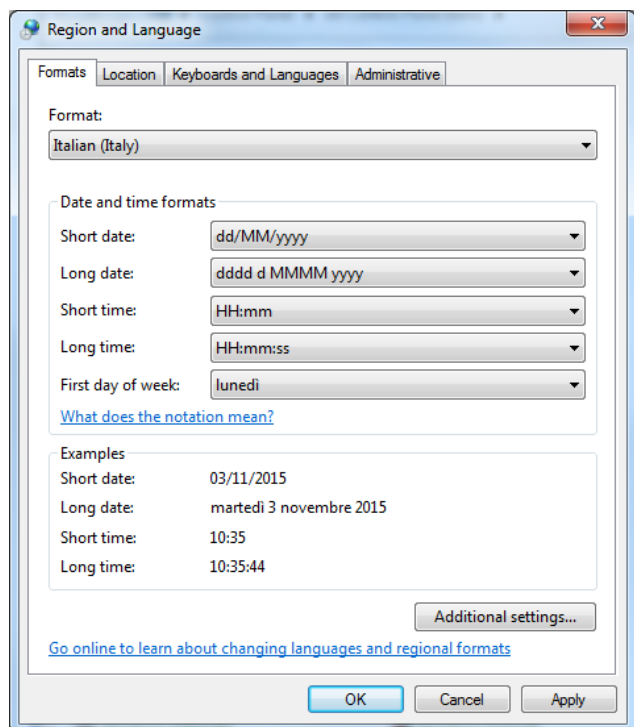 Region and Language
Formats Location Keyboards and Languages Administrative
Format:
Italian (Italy)
Date and time formats
Short date: dd/MM/yyyy
Long date: dddd d MMMM yyyy
Short time: HH:mm
Long time: HH:mm:ss
First day of week: lunedì
What does the notation mean?
Examples
Short date: 03/11/2015
Long date: martedì 3 novembre 2015
Short time: 10:35
Long time: 10:35:44
Additional settings...
Go online to learn about changing languages and regional formats
OK Cancel Apply